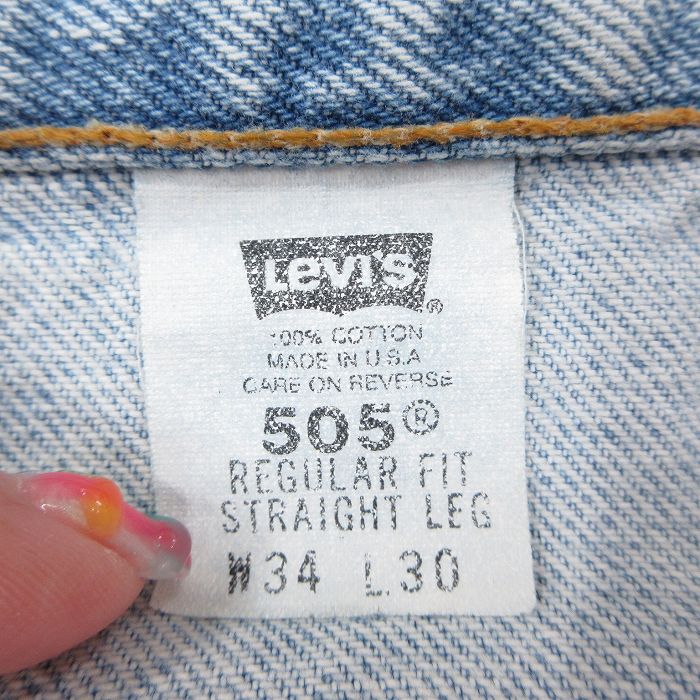 LEVI'S®
100% COTTON
MADE IN U.S.A
CARE ON REVERSE
505®
REGULAR FIT
STRAIGHT LEG
W34 L30